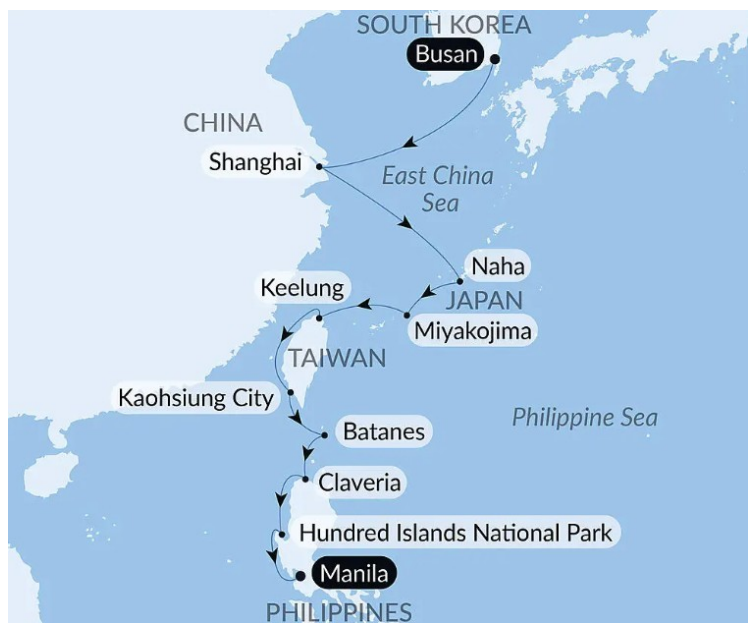 SOUTH KOREA
Busan
CHINA
Shanghai
East China
Sea
Naha
Keelung
JAPAN
Miyakojima
TAIWAN
Kaohsiung City
Philippine Sea
Batanes
Claveria
Hundred Islands National Park
Manila
PHILIPPINES